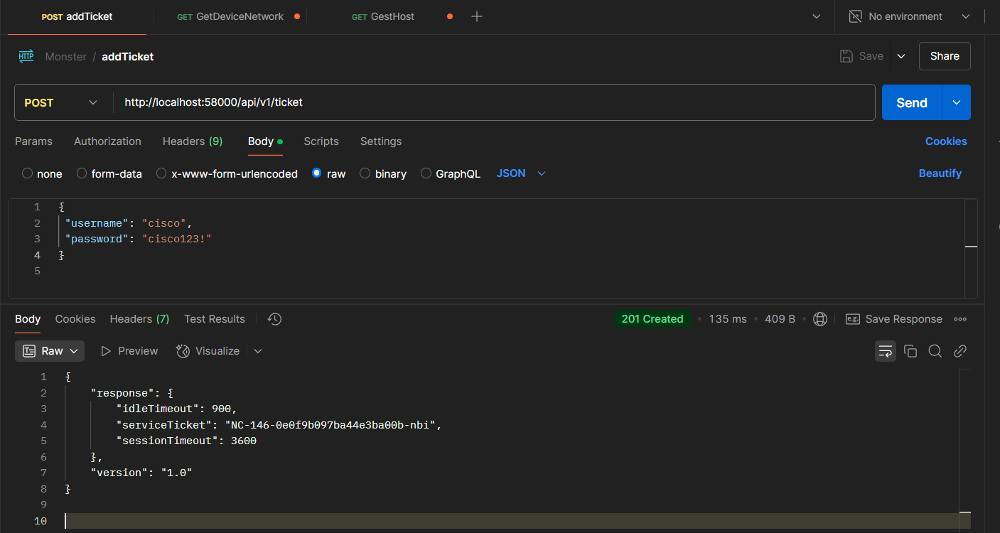 POST addTicket GET GetDeviceNetwork GET GestHost No environment
HTTP Monster / addTicket Save Share
POST http://localhost:58000/api/v1/ticket Send
Params Authorization Headers (9) Body Scripts Settings Cookies
none form-data x-www-form-urlencoded raw binary GraphQL JSON Beautify
1 {
2 "username": "cisco",
3 "password": "cisco123!"
4 }
5
Body Cookies Headers (7) Test Results 201 Created • 135 ms • 409 B • e.g. Save Response
Raw Preview Visualize
1 {
2 "response": {
3 "idleTimeout": 900,
4 "serviceTicket": "NC-146-0e0f9b097ba44e3ba00b-nbi",
5 "sessionTimeout": 3600
6 },
7 "version": "1.0"
8 }
9
10